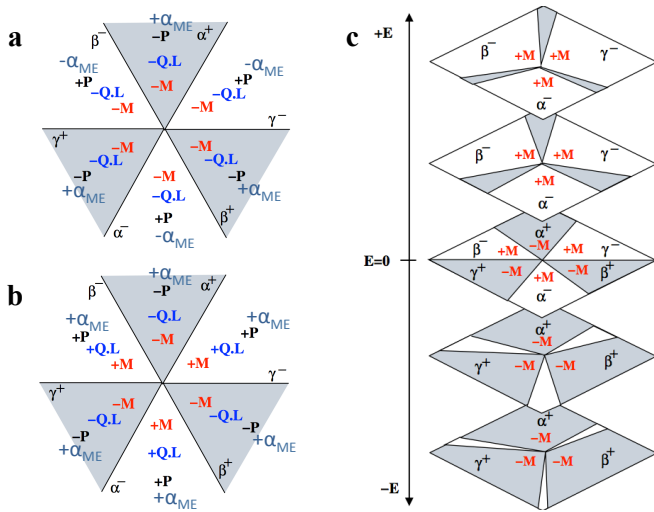 a
+α_ME
β⁻
−P
α⁺
−Q.L
−M
-α_ME
+P
−Q.L
−M
-α_ME
+P
−Q.L
−M
γ⁺
−M
−Q.L
−P
+α_ME
γ⁻
−M
−Q.L
−P
+α_ME
−M
−Q.L
+P
-α_ME
α⁻
β⁺
b
+α_ME
β⁻
−P
α⁺
−Q.L
−M
+α_ME
+P
+Q.L
+M
+α_ME
+P
+Q.L
+M
γ⁺
−M
−Q.L
−P
+α_ME
γ⁻
−M
−Q.L
−P
+α_ME
+M
+Q.L
+P
+α_ME
α⁻
β⁺
c
+E
β⁻ +M +M γ⁻
+M
α⁻
β⁻ +M +M γ⁻
+M
α⁻
E=0
α⁺
β⁻ +M −M +M γ⁻
γ⁺ −M +M −M β⁺
α⁻
α⁺
−M
γ⁺ −M −M β⁺
α⁺
−M
γ⁺ −M −M β⁺
−E